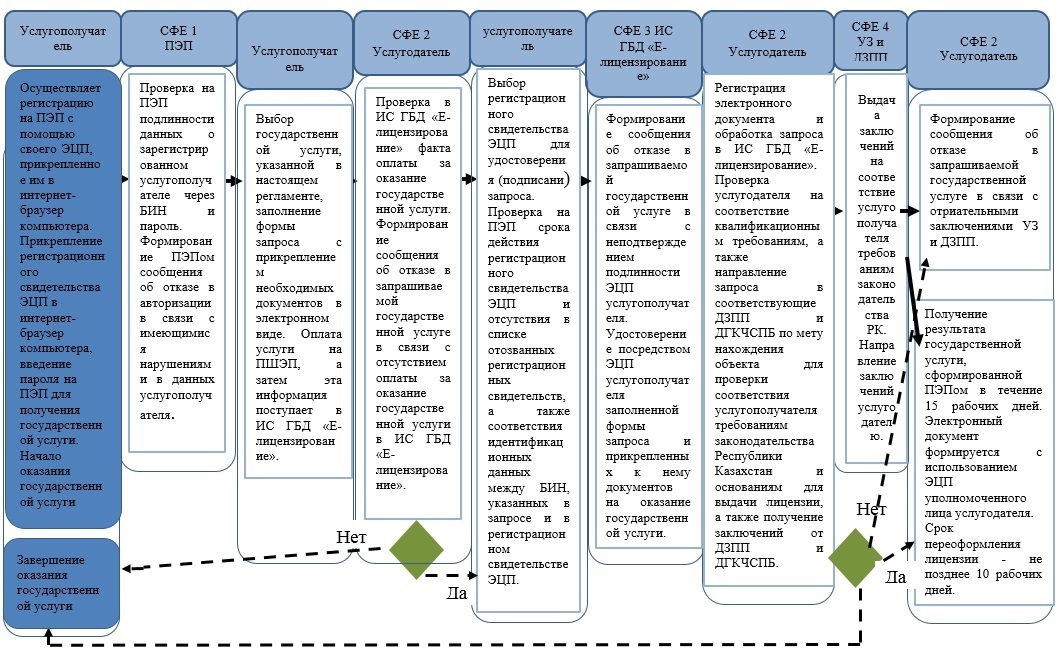 Услугополучат
ель
Осуществляет
регистрацию
на ПЭП с
помощью
своего ЭЦП,
прикрепленно
е им в
интернет-
браузер
компьютера.
Прикрепление
регистрационн
ого
свидетельства
ЭЦП в
интернет-
браузер
компьютера,
введение
пароля на
ПЭП для
получения
государственн
ой услуги.
Начало
оказания
государственн
ой услуги
Завершение
оказания
государственн
ой услуги
СФЕ 1
ПЭП
Проверка на
ПЭП
подлинности
данных о
зарегистрир
ованном
услугополуч
ателе через
БИН и
пароль.
Формирован
ие ПЭПом
сообщения
об отказе в
авторизации
в связи с
имеющимис
я
нарушениям
и в данных
услугополуч
ателя.
Услугополучат
ель
Выбор
государственн
ой услуги,
указанной в
настоящем
регламенте,
заполнение
формы
запроса с
прикрепление
м
необходимых
документов в
электронном
виде. Оплата
услуги на
ПШЭП, а
затем эта
информация
поступает в
ИС ГБД «Е-
лицензирован
ие».
СФЕ 2
Услугодатель
Проверка в
ИС ГБД «Е-
лицензирова
ние» факта
оплаты за
оказание
государстве
нной услуги.
Формирован
ие
сообщения
об отказе в
запрашивае
мой
государстве
нной услуге
в связи с
отсутствием
оплаты за
оказание
государстве
нной услуги
в ИС ГБД
«Е-
лицензирова
ние».
Нет
Да
услугополуча
тель
Выбор
регистрацион
ного
свидетельства
ЭЦП для
удостоверени
я (подписани)
запроса.
Проверка на
ПЭП срока
действия
регистрацион
ного
свидетельства
ЭЦП и
отсутствия в
списке
отозванных
регистрацион
ных
свидетельств,
а также
соответствия
идентификац
ионных
данных
между БИН,
указанных в
запросе и в
регистрацион
ном
свидетельстве
ЭЦП.
СФЕ 3 ИС
ГБД «Е-
лицензировани
е»
Формировани
е сообщения
об отказе в
запрашиваемо
й
государственн
ой услуге в
связи с
неподтвержде
нием
подлинности
ЭЦП
услугополучат
еля.
Удостоверени
е посредством
ЭЦП
услугополучат
еля
заполненной
формы
запроса и
прикрепленны
х к нему
документов
на оказание
государственн
ой услуги.
СФЕ 2
Услугодатель
Регистрация
электронного
документа и
обработка запроса
в ИС ГБД «Е-
лицензирование».
Проверка
услугодателя на
соответствие
квалификационны
м требованиям, а
также
направление
запроса в
соответствующие
ДЗПП и
ДГКЧСПБ по мету
нахождения
объекта для
проверки
соответствия
услугополучателя
требованиям
законодательства
Республики
Казахстан и
основаниям для
выдачи лицензии,
а также получение
заключений от
ДЗПП и
ДГКЧСПБ.
СФЕ 4
УЗ и
ДЗПП
Выдач
а
заклю
чений
на
соотве
тствие
услуго
получа
теля
требов
аниям
законо
датель
ства
РК.
Направ
ление
заклю
чений
услуго
дател
ю.
Нет
Да
СФЕ 2
Услугодатель
Формирование
сообщения об
отказе в
запрашиваемой
государственной
услуге в связи с
отриательными
заключениями УЗ
и ДЗПП.
Получение
результата
государственной
услуги,
сформированной
ПЭПом в течение
15 рабочих дней.
Электронный
документ
формируется с
использованием
ЭЦП
уполномоченного
лица услугодателя.
Срок
переоформления
лицензии - не
позднее 10 рабочих
дней.